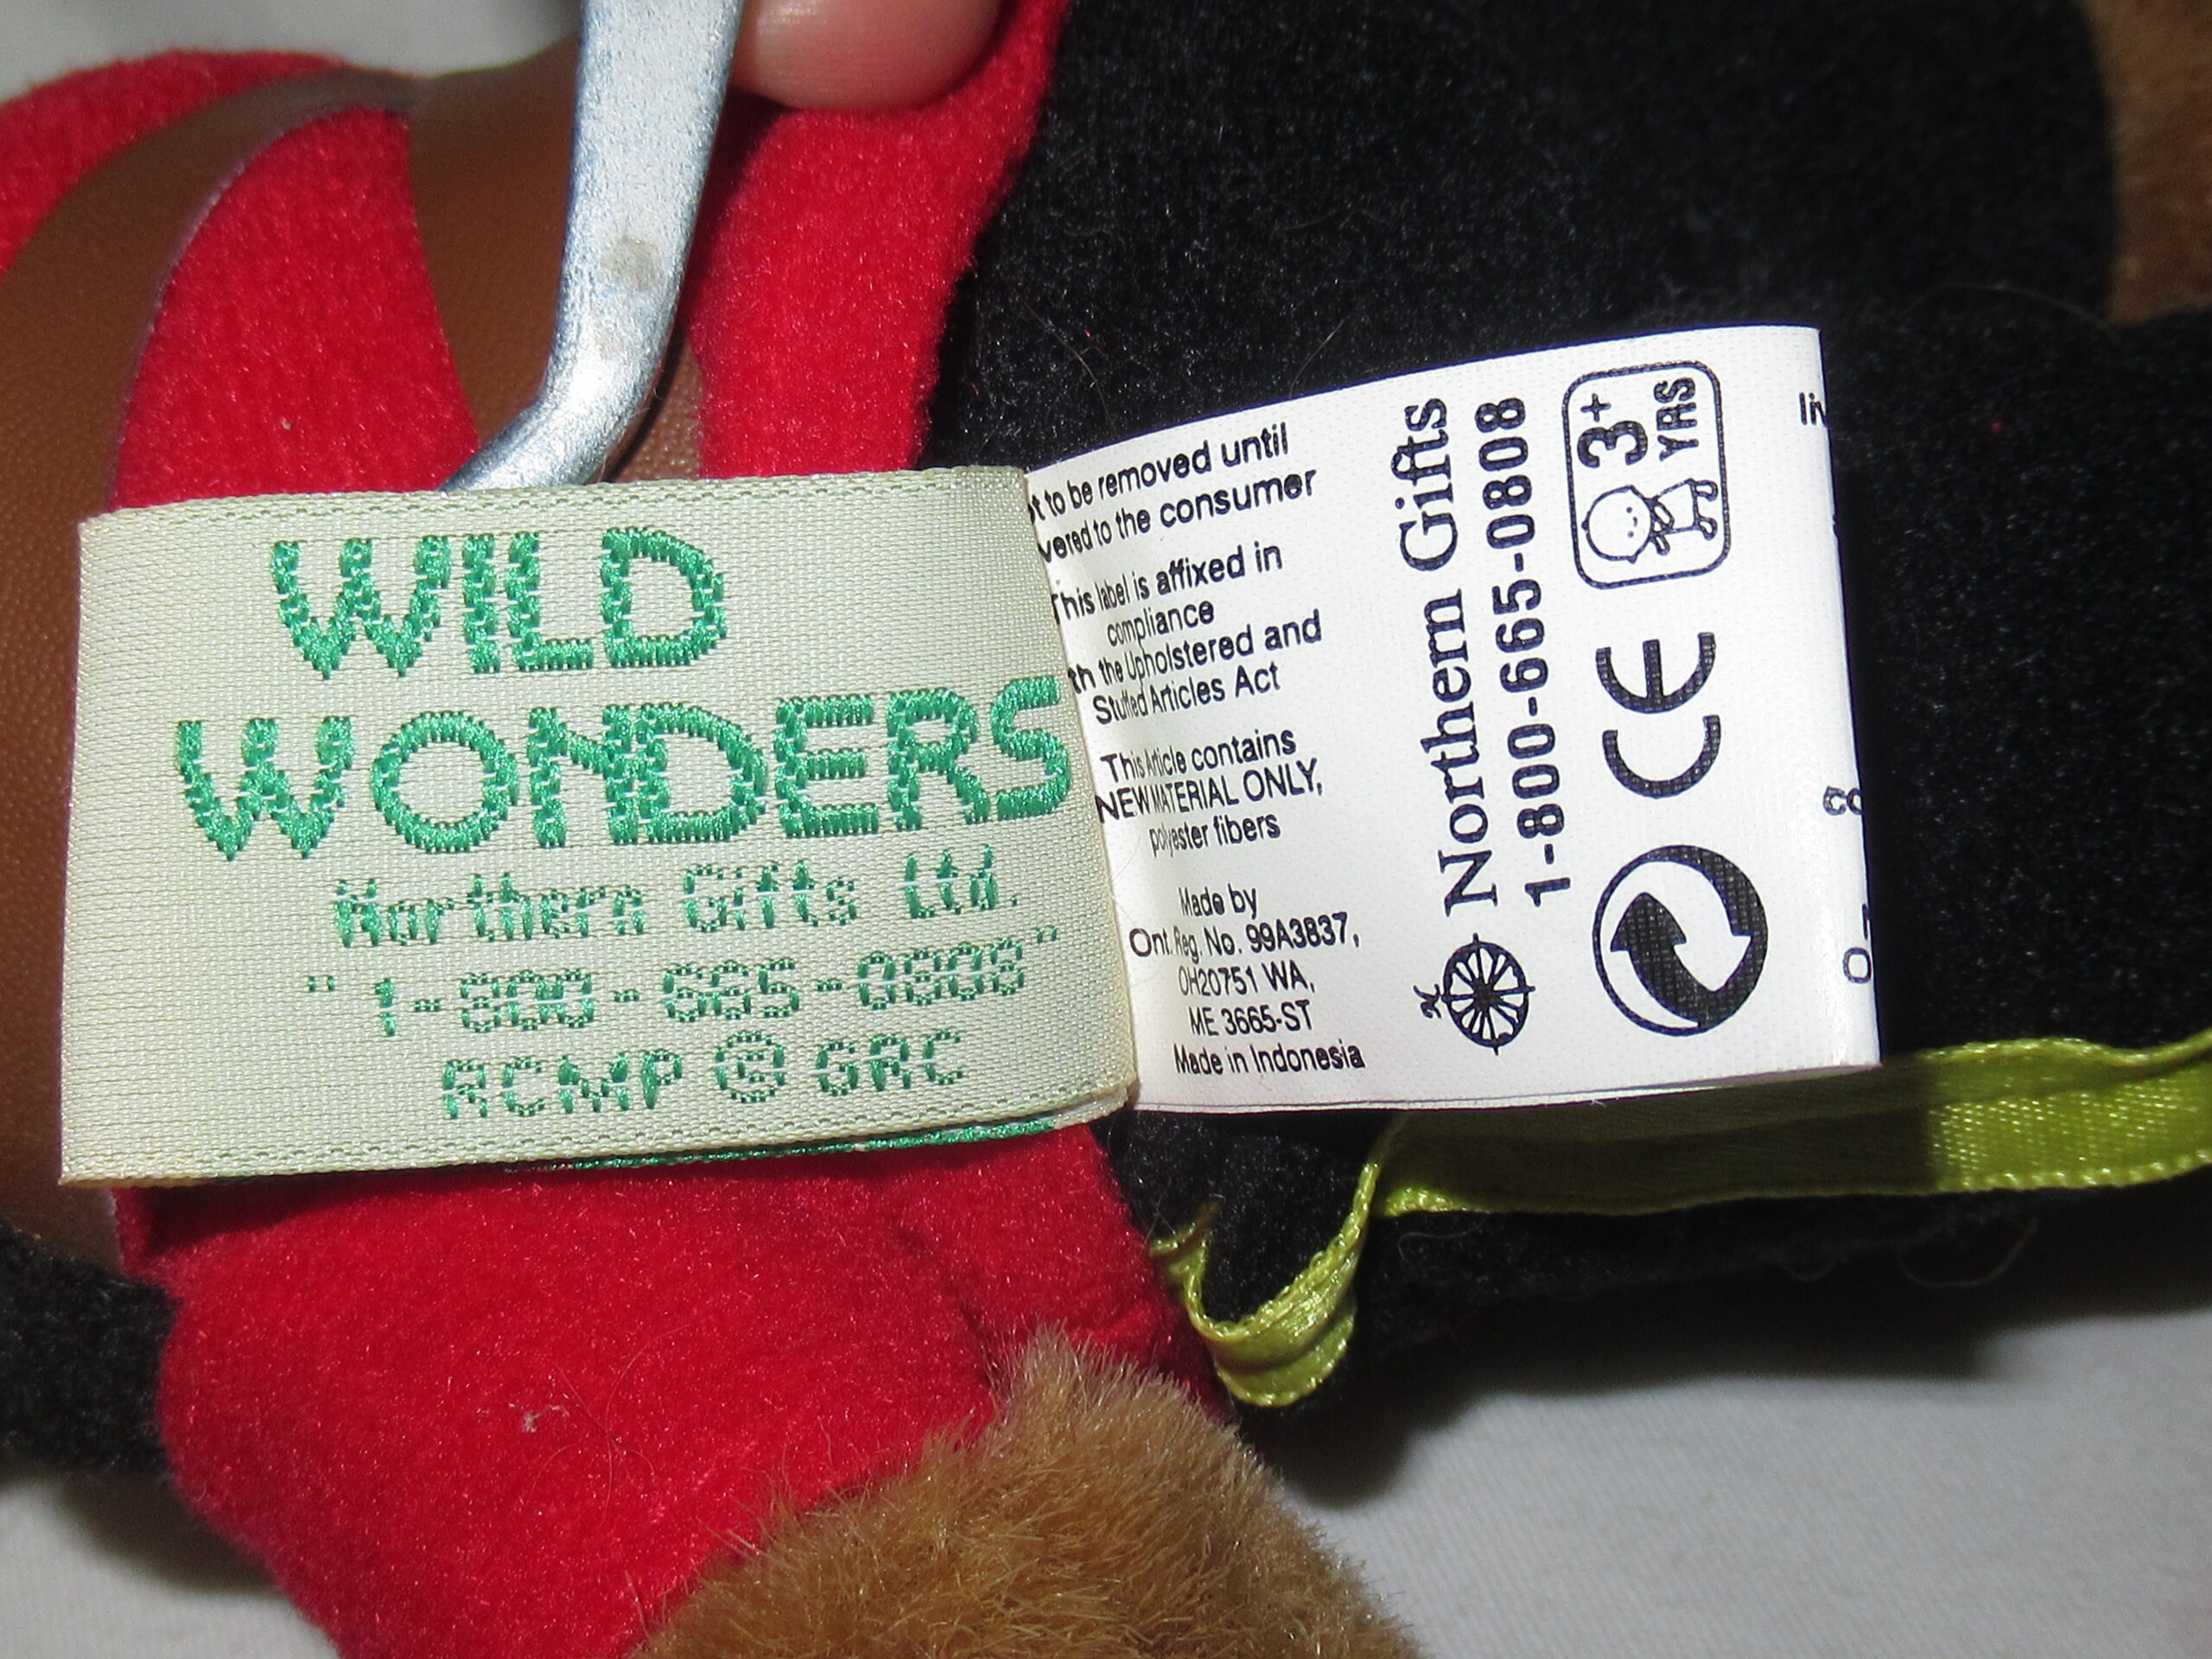 WILD
WONDERS
Northern Gifts Ltd.
"1-800-665-0808"
RCMP Ⓢ GRC
to be removed until
to the consumer
This label is affixed in
compliance
the Upholstered and
Stuffed Articles Act
This Article contains
NEW MATERIAL ONLY,
polyester fibers
Made by
Ont. Reg. No. 99A3837,
OH20751 WA,
ME 3665-ST
Made in Indonesia
Northern Gifts
1-800-665-0808
CE
3+
YRS